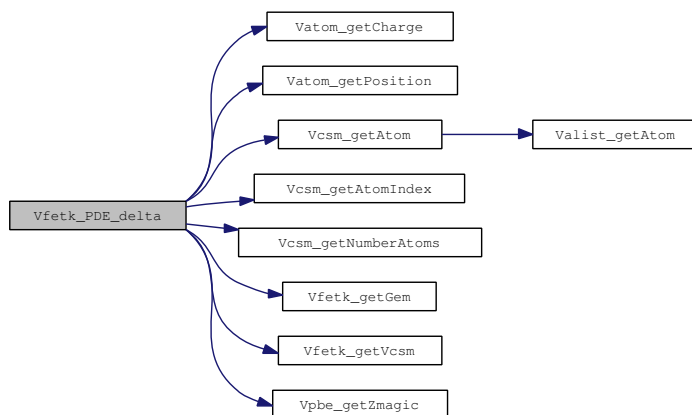 Vatom_getCharge
Vatom_getPosition
Vcsm_getAtom
Valist_getAtom
Vcsm_getAtomIndex
Vfetk_PDE_delta
Vcsm_getNumberAtoms
Vfetk_getGem
Vfetk_getVcsm
Vpbe_getZmagic